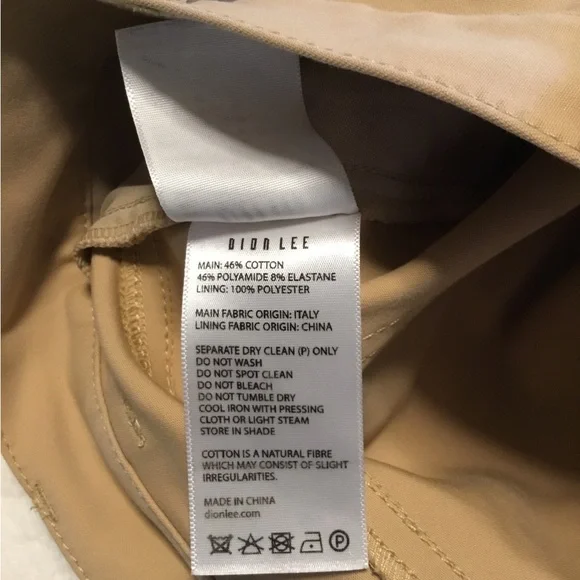 DION LEE
MAIN: 46% COTTON
46% POLYAMIDE 8% ELASTANE
LINING: 100% POLYESTER
MAIN FABRIC ORIGIN: ITALY
LINING FABRIC ORIGIN: CHINA
SEPARATE DRY CLEAN (P) ONLY
DO NOT WASH
DO NOT SPOT CLEAN
DO NOT BLEACH
DO NOT TUMBLE DRY
COOL IRON WITH PRESSING
CLOTH OR LIGHT STEAM
STORE IN SHADE
COTTON IS A NATURAL FIBRE
WHICH MAY CONSIST OF SLIGHT
IRREGULARITIES.
MADE IN CHINA
dionlee.com
P